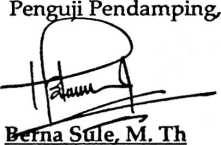 Penguji Pendamping,
Berna Sule, M. Th